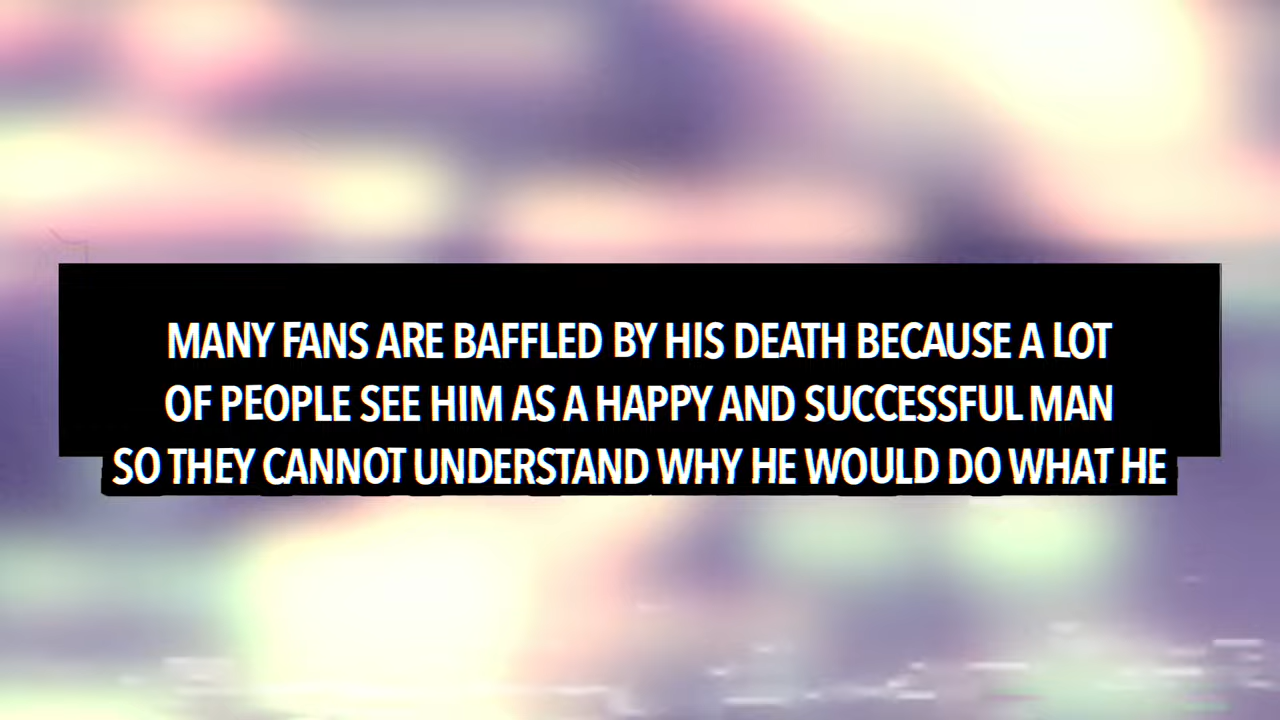 MANY FANS ARE BAFFLED BY HIS DEATH BECAUSE A LOT
OF PEOPLE SEE HIM AS A HAPPY AND SUCCESSFUL MAN
SO THEY CANNOT UNDERSTAND WHY HE WOULD DO WHAT HE